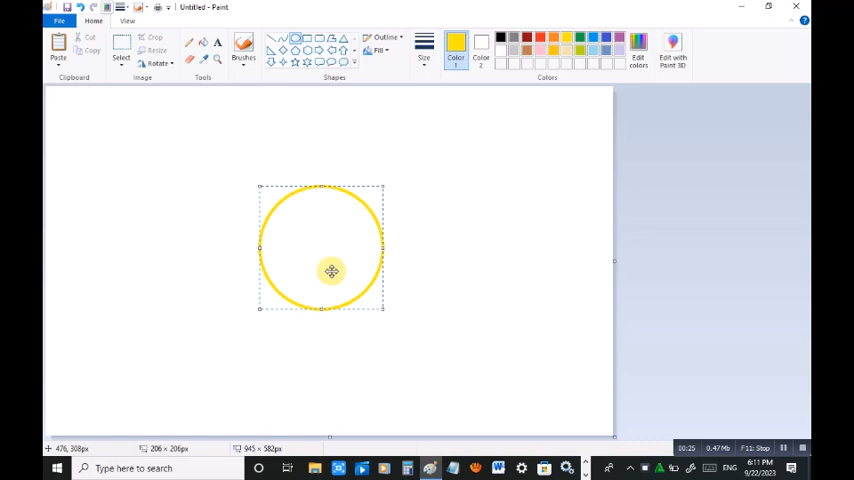 Untitled - Paint
File Home View
Paste
Cut
Copy
Clipboard
Select
Crop
Resize
Rotate
Image
A
Tools
Brushes
Outline
Fill
Shapes
Size
Color 1
Color 2
Edit colors
Colors
Edit with Paint 3D
476, 308px 206 × 206px 945 × 582px 00:25 0.47 Mb F11: Stop
Type here to search
ENG
6:11 PM
9/22/2023